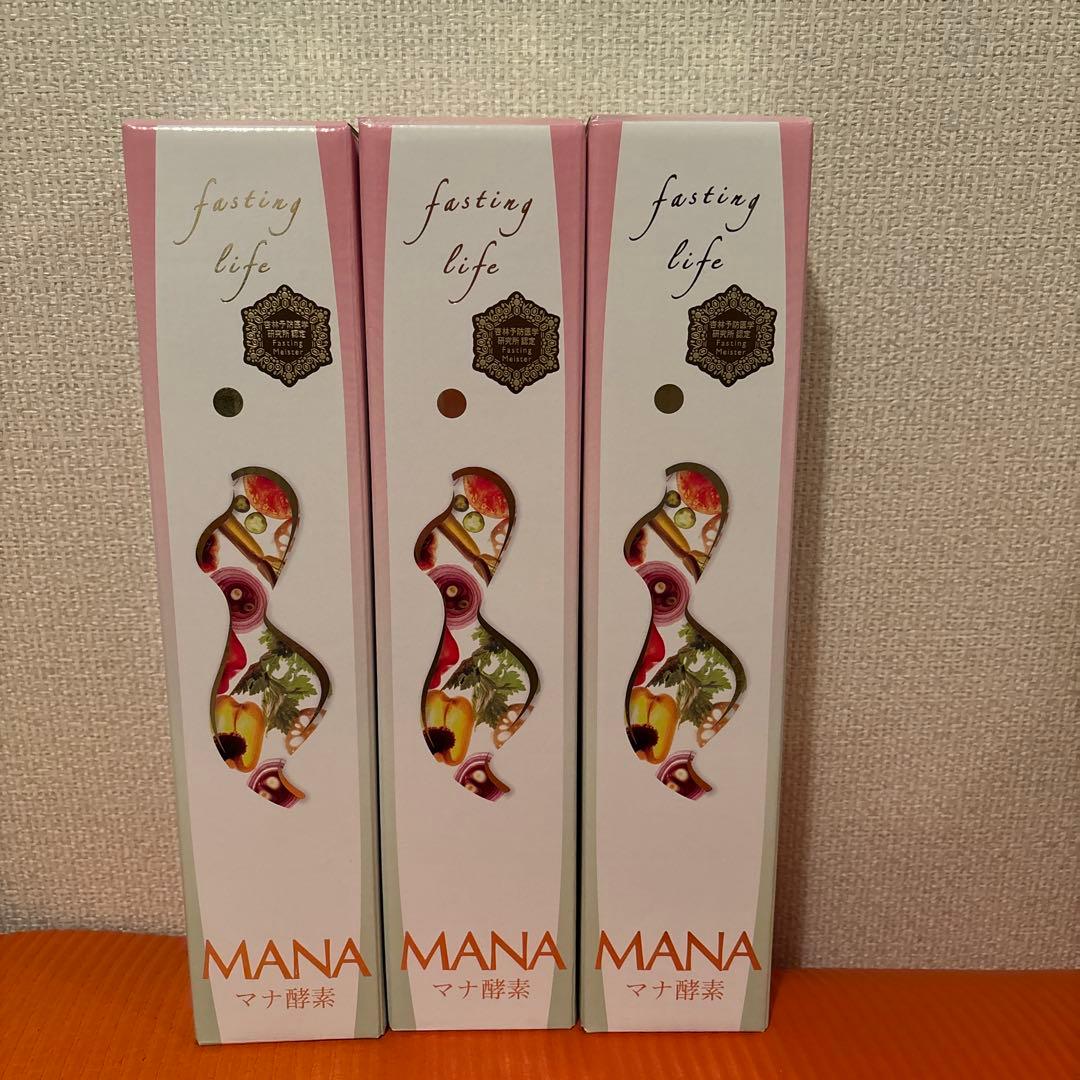 fasting
life
杏林予防医学
研究所 認定
Fasting
Meister
MANA
マナ酵素
fasting
life
杏林予防医学
研究所 認定
Fasting
Meister
MANA
マナ酵素
fasting
life
杏林予防医学
研究所 認定
Fasting
Meister
MANA
マナ酵素